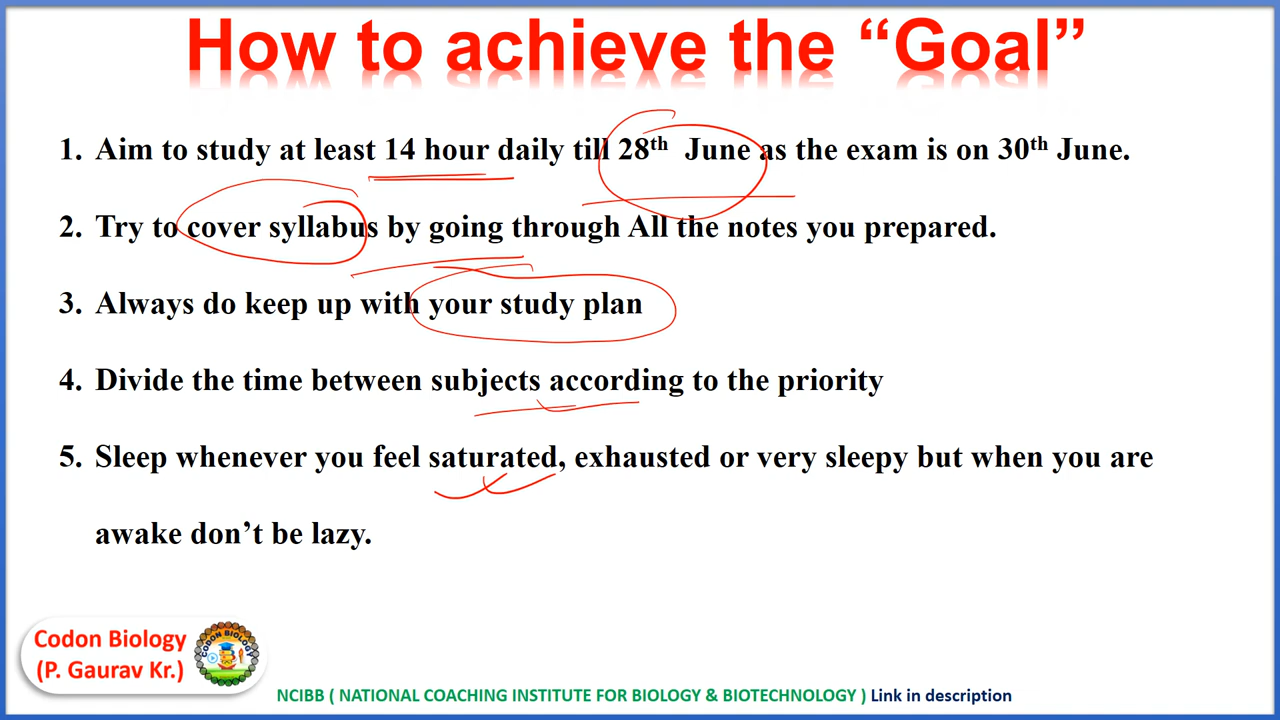 How to achieve the “Goal”
1. Aim to study at least 14 hour daily till 28th June as the exam is on 30th June.
2. Try to cover syllabus by going through All the notes you prepared.
3. Always do keep up with your study plan
4. Divide the time between subjects according to the priority
5. Sleep whenever you feel saturated, exhausted or very sleepy but when you are
awake don’t be lazy.
Codon Biology
(P. Gaurav Kr.)
CODON BIOLOGY
NCIBB ( NATIONAL COACHING INSTITUTE FOR BIOLOGY & BIOTECHNOLOGY ) Link in description